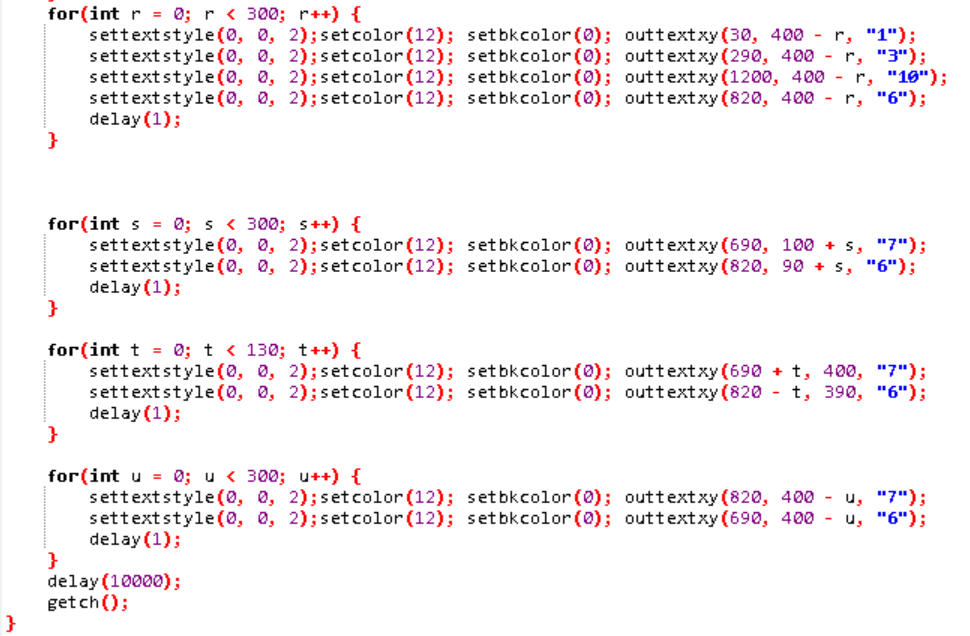 for(int r = 0; r < 300; r++) {
settextstyle(0, 0, 2);setcolor(12); setbkcolor(0); outtextxy(30, 400 - r, "1");
settextstyle(0, 0, 2);setcolor(12); setbkcolor(0); outtextxy(290, 400 - r, "3");
settextstyle(0, 0, 2);setcolor(12); setbkcolor(0); outtextxy(1200, 400 - r, "10");
settextstyle(0, 0, 2);setcolor(12); setbkcolor(0); outtextxy(820, 400 - r, "6");
delay(1);
}
for(int s = 0; s < 300; s++) {
settextstyle(0, 0, 2);setcolor(12); setbkcolor(0); outtextxy(690, 100 + s, "7");
settextstyle(0, 0, 2);setcolor(12); setbkcolor(0); outtextxy(820, 90 + s, "6");
delay(1);
}
for(int t = 0; t < 130; t++) {
settextstyle(0, 0, 2);setcolor(12); setbkcolor(0); outtextxy(690 + t, 400, "7");
settextstyle(0, 0, 2);setcolor(12); setbkcolor(0); outtextxy(820 - t, 390, "6");
delay(1);
}
for(int u = 0; u < 300; u++) {
settextstyle(0, 0, 2);setcolor(12); setbkcolor(0); outtextxy(820, 400 - u, "7");
settextstyle(0, 0, 2);setcolor(12); setbkcolor(0); outtextxy(690, 400 - u, "6");
delay(1);
}
delay(10000);
getch();
}